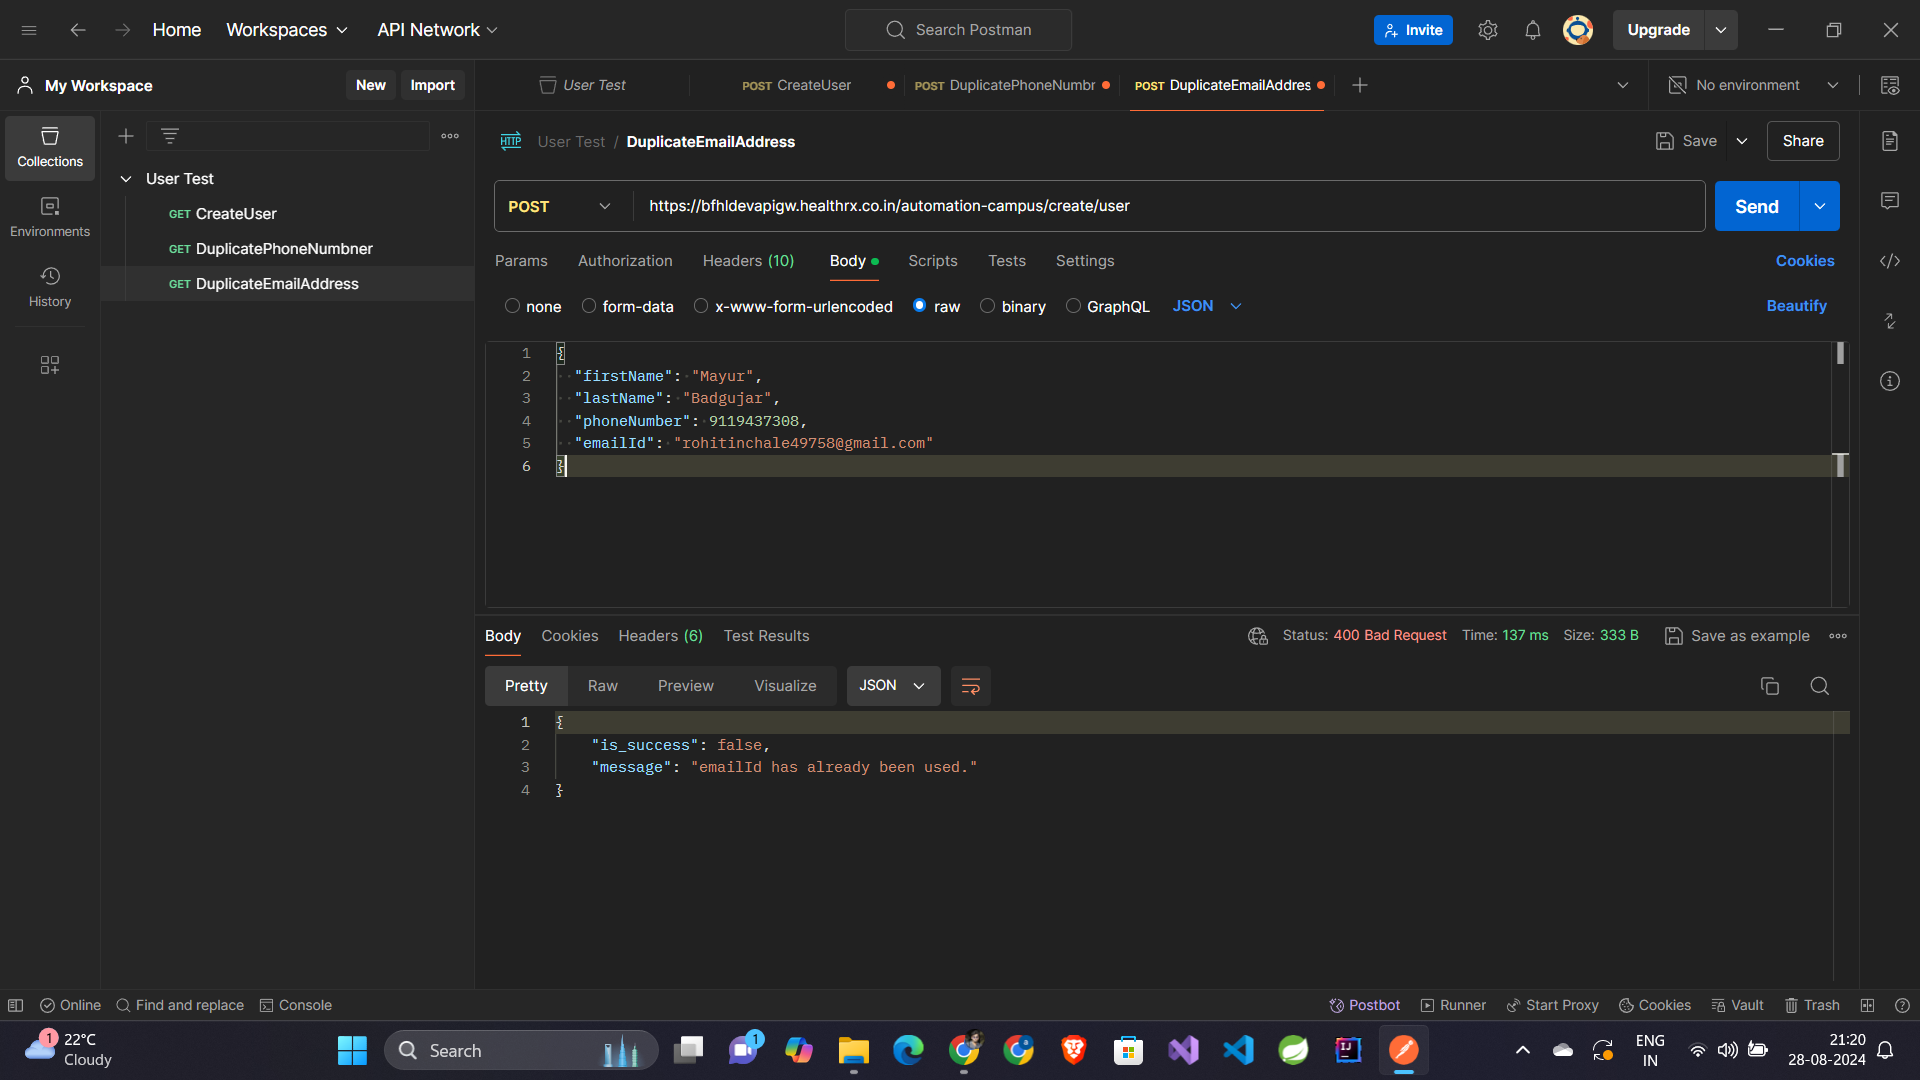 Home Workspaces API Network Search Postman Invite Upgrade
My Workspace New Import User Test POST CreateUser POST DuplicatePhoneNumbr POST DuplicateEmailAddres No environment
Collections
Environments
History
User Test
GET CreateUser
GET DuplicatePhoneNumbner
GET DuplicateEmailAddress
HTTP User Test / DuplicateEmailAddress Save Share
POST https://bfhldevapigw.healthrx.co.in/automation-campus/create/user Send
Params Authorization Headers (10) Body Scripts Tests Settings Cookies
none form-data x-www-form-urlencoded raw binary GraphQL JSON Beautify
1 {
2 "firstName": "Mayur",
3 "lastName": "Badgujar",
4 "phoneNumber": 9119437308,
5 "emailId": "rohitinchale49758@gmail.com"
6 }
Body Cookies Headers (6) Test Results Status: 400 Bad Request Time: 137 ms Size: 333 B Save as example
Pretty Raw Preview Visualize JSON
1 {
2 "is_success": false,
3 "message": "emailId has already been used."
4 }
Online Find and replace Console Postbot Runner Start Proxy Cookies Vault Trash
1 22°C
Cloudy
Search
1
ENG
IN
21:20
28-08-2024